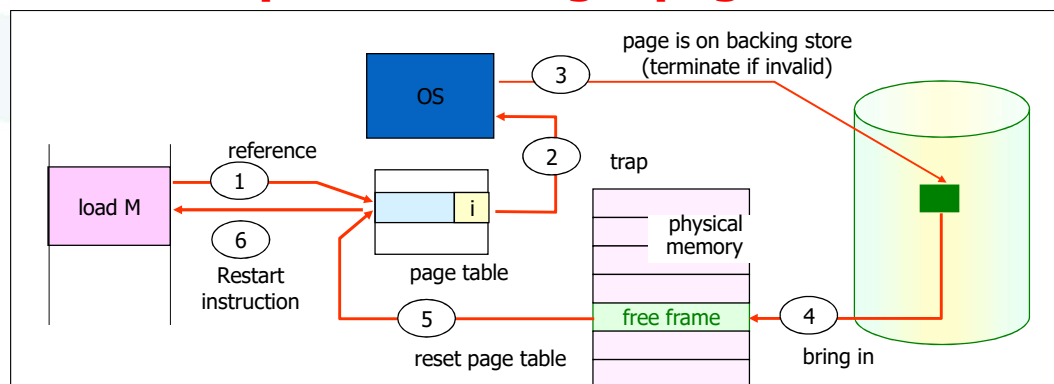 page is on backing store
(terminate if invalid)
3
OS
reference
2
trap
1
load M
i
physical
memory
6
page table
Restart
instruction
5
free frame
4
reset page table
bring in